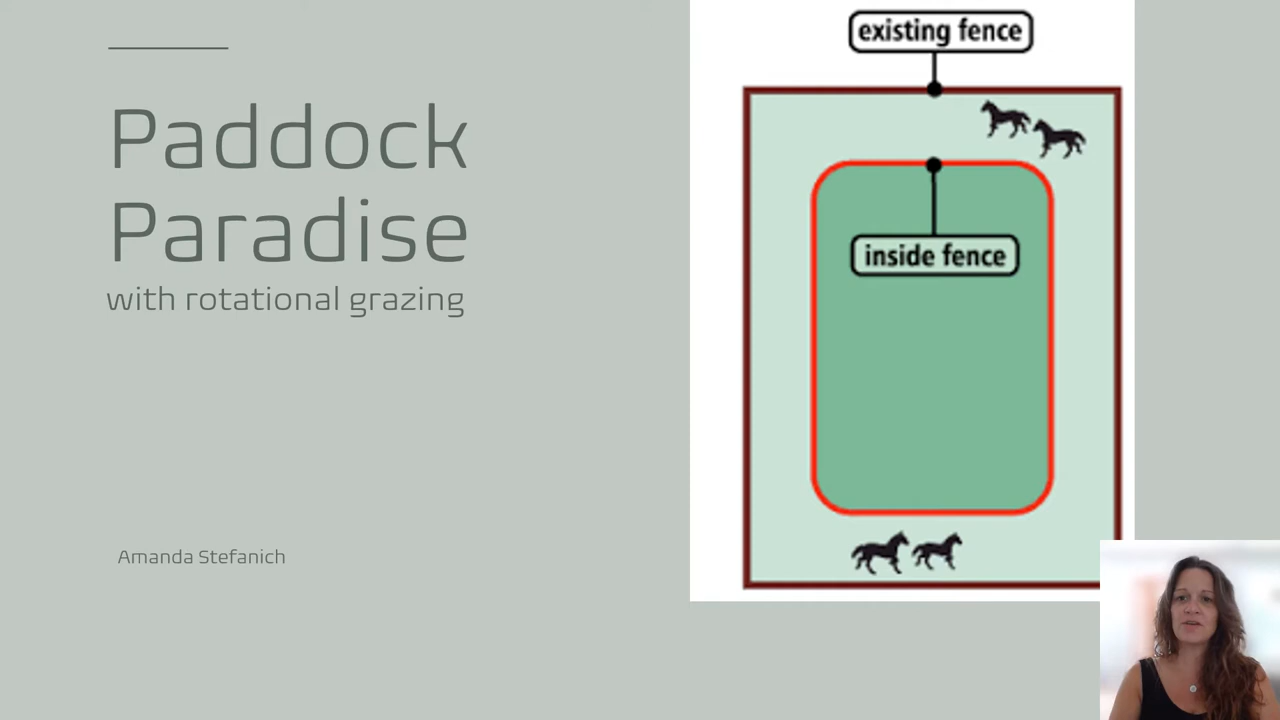 Paddock
Paradise
with rotational grazing
Amanda Stefanich
existing fence
inside fence